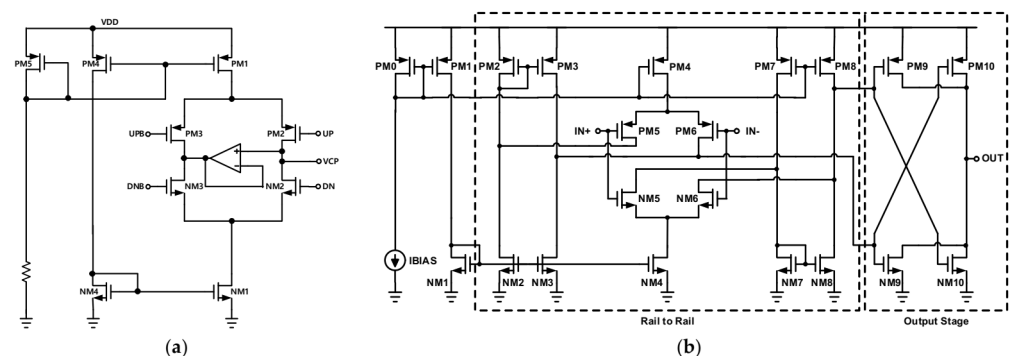 (a)
VDD
PM5
PM4
PM1
UPB
PM3
PM2
UP
+
-
VCP
DNB
NM3
NM2
DN
NM4
NM1
(b)
PM0
PM1
PM2
PM3
PM4
PM7
PM8
PM9
PM10
IN+
PM5
PM6
IN-
OUT
NM5
NM6
IBIAS
NM1
NM2
NM3
NM4
NM7
NM8
NM9
NM10
Rail to Rail
Output Stage
(a)
(b)